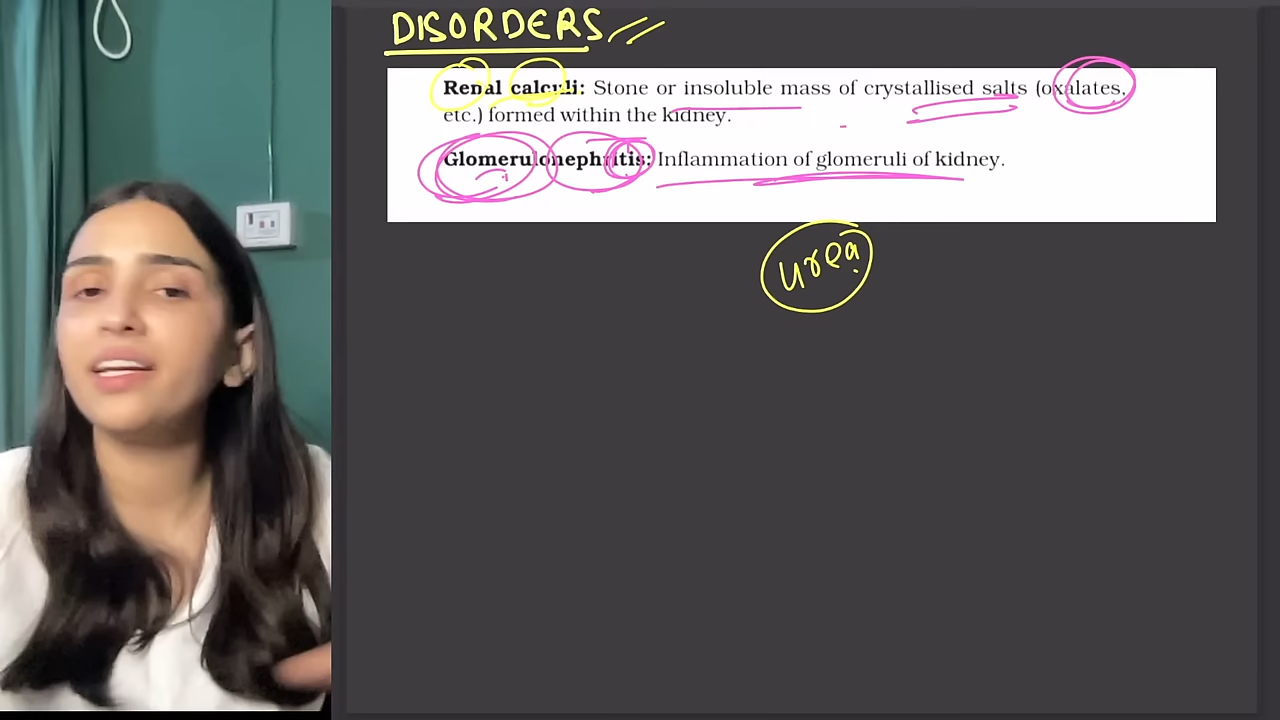 DISORDERS
Renal calculi: Stone or insoluble mass of crystallised salts (oxalates,
etc.) formed within the kidney.
Glomerulonephritis: Inflammation of glomeruli of kidney.
urea